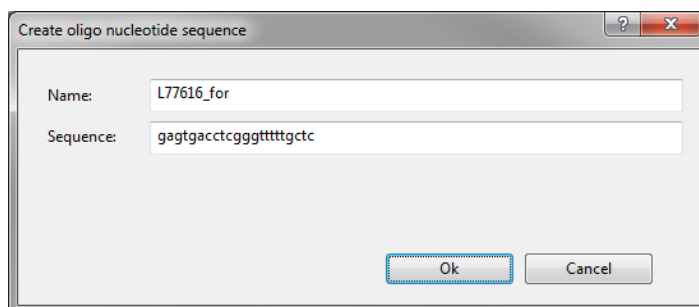 Create oligo nucleotide sequence
Name: L77616_for
Sequence: gagtgacctcgggtttttgctc
Ok Cancel